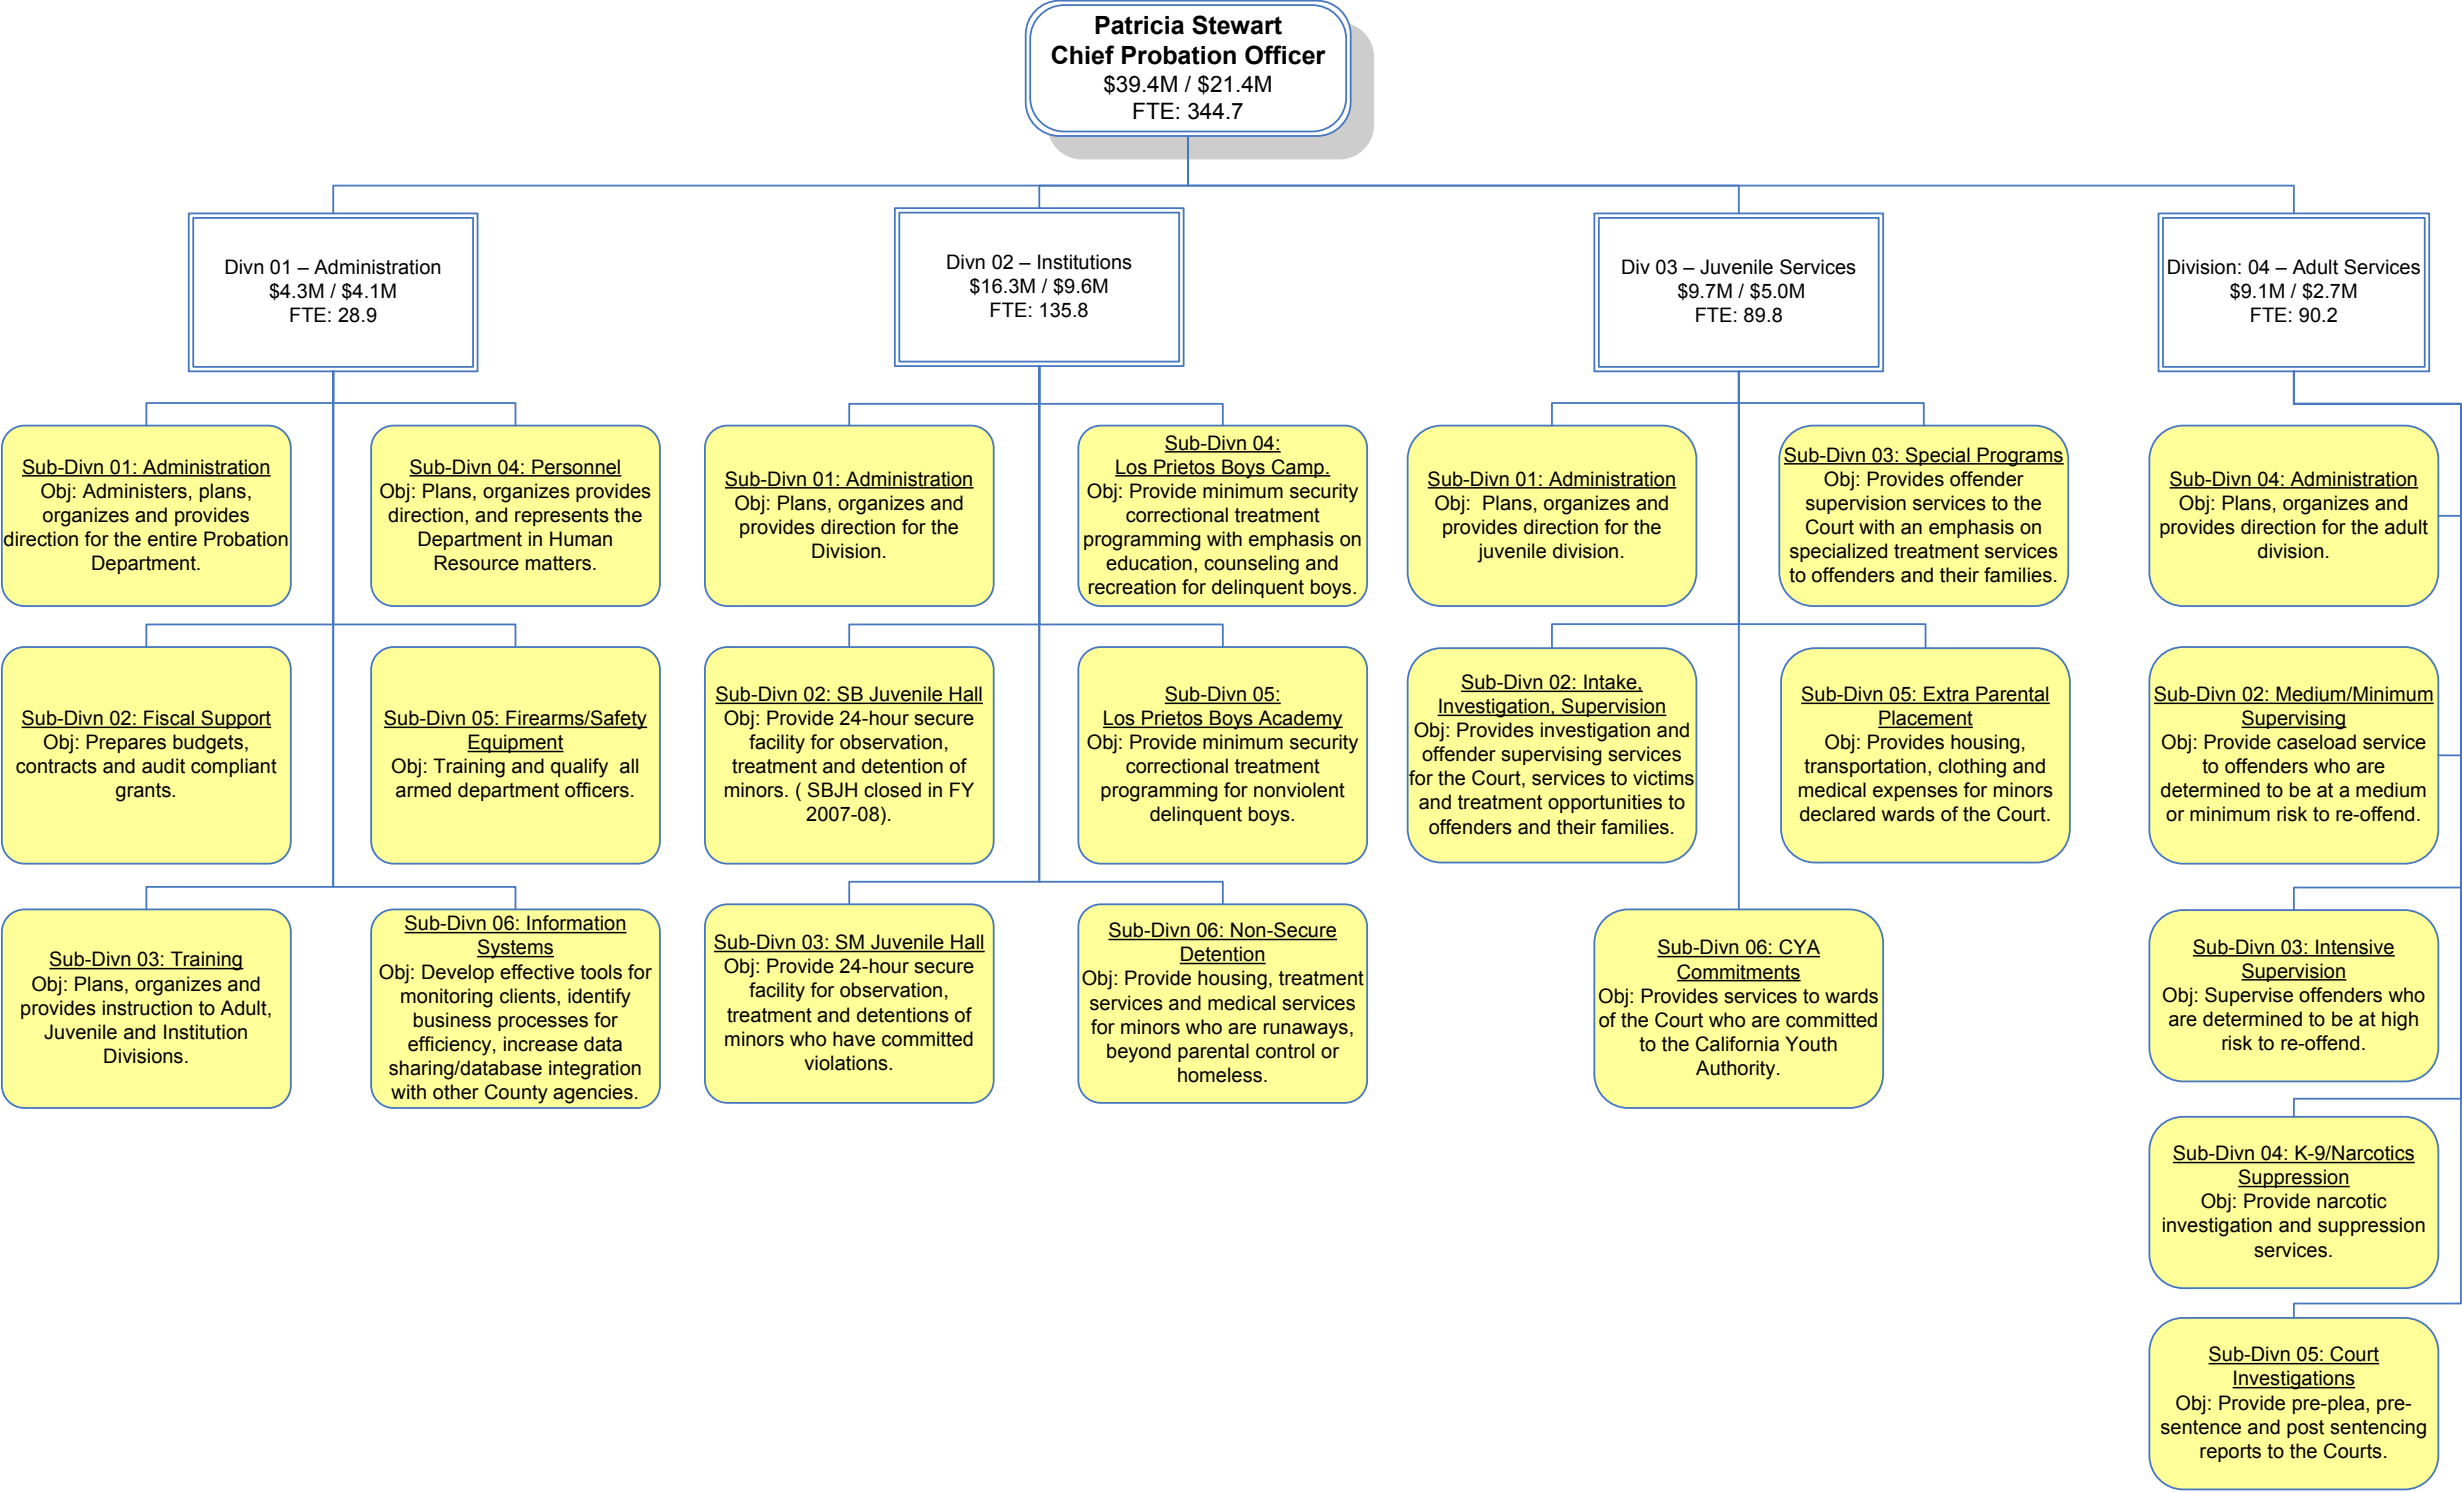 Patricia Stewart
Chief Probation Officer
$39.4M / $21.4M
FTE: 344.7
Divn 01 – Administration
$4.3M / $4.1M
FTE: 28.9
Divn 02 – Institutions
$16.3M / $9.6M
FTE: 135.8
Div 03 – Juvenile Services
$9.7M / $5.0M
FTE: 89.8
Division: 04 – Adult Services
$9.1M / $2.7M
FTE: 90.2
Sub-Divn 01: Administration
Obj: Administers, plans,
organizes and provides
direction for the entire Probation
Department.
Sub-Divn 04: Personnel
Obj: Plans, organizes provides
direction, and represents the
Department in Human
Resource matters.
Sub-Divn 01: Administration
Obj: Plans, organizes and
provides direction for the
Division.
Sub-Divn 04:
Los Prietos Boys Camp.
Obj: Provide minimum security
correctional treatment
programming with emphasis on
education, counseling and
recreation for delinquent boys.
Sub-Divn 01: Administration
Obj:  Plans, organizes and
provides direction for the
juvenile division.
Sub-Divn 03: Special Programs
Obj: Provides offender
supervision services to the
Court with an emphasis on
specialized treatment services
to offenders and their families.
Sub-Divn 04: Administration
Obj: Plans, organizes and
provides direction for the adult
division.
Sub-Divn 02: Fiscal Support
Obj: Prepares budgets,
contracts and audit compliant
grants.
Sub-Divn 05: Firearms/Safety
Equipment
Obj: Training and qualify  all
armed department officers.
Sub-Divn 02: SB Juvenile Hall
Obj: Provide 24-hour secure
facility for observation,
treatment and detention of
minors. ( SBJH closed in FY
2007-08).
Sub-Divn 05:
Los Prietos Boys Academy
Obj: Provide minimum security
correctional treatment
programming for nonviolent
delinquent boys.
Sub-Divn 02: Intake,
Investigation, Supervision
Obj: Provides investigation and
offender supervising services
for the Court, services to victims
and treatment opportunities to
offenders and their families.
Sub-Divn 05: Extra Parental
Placement
Obj: Provides housing,
transportation, clothing and
medical expenses for minors
declared wards of the Court.
Sub-Divn 02: Medium/Minimum
Supervising
Obj: Provide caseload service
to offenders who are
determined to be at a medium
or minimum risk to re-offend.
Sub-Divn 03: Training
Obj: Plans, organizes and
provides instruction to Adult,
Juvenile and Institution
Divisions.
Sub-Divn 06: Information
Systems
Obj: Develop effective tools for
monitoring clients, identify
business processes for
efficiency, increase data
sharing/database integration
with other County agencies.
Sub-Divn 03: SM Juvenile Hall
Obj: Provide 24-hour secure
facility for observation,
treatment and detentions of
minors who have committed
violations.
Sub-Divn 06: Non-Secure
Detention
Obj: Provide housing, treatment
services and medical services
for minors who are runaways,
beyond parental control or
homeless.
Sub-Divn 06: CYA
Commitments
Obj: Provides services to wards
of the Court who are committed
to the California Youth
Authority.
Sub-Divn 03: Intensive
Supervision
Obj: Supervise offenders who
are determined to be at high
risk to re-offend.
Sub-Divn 04: K-9/Narcotics
Suppression
Obj: Provide narcotic
investigation and suppression
services.
Sub-Divn 05: Court
Investigations
Obj: Provide pre-plea, pre-
sentence and post sentencing
reports to the Courts.